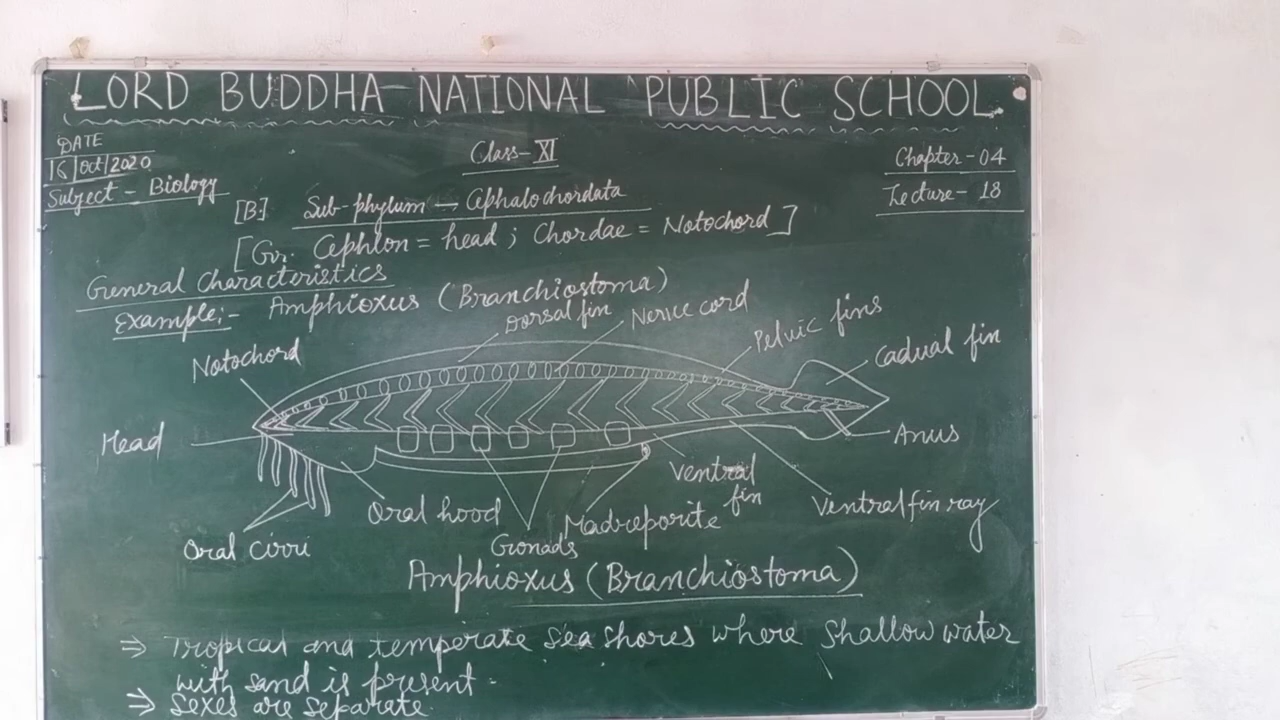 LORD BUDDHA NATIONAL PUBLIC SCHOOL
DATE
16/Oct/2020
Class-XI
Chapter-04
Subject - Biology
Lecture-18
[B] Sub-phylum — Cephalochordata
[Gr. Cephlon = head ; Chordae = Notochord]
General characteristics
Example:- Amphioxus (Branchiostoma)
Dorsal fin
Nerve cord
Pelvic fins
Cadual fin
Notochord
Head
Anus
Ventral fin
Ventral fin ray
Oral hood
Madreporite
Gonads
Oral cirri
Amphioxus (Branchiostoma)
⇒ Tropical and temperate sea shores where shallow water
with sand is present -
⇒ Sexes are separate